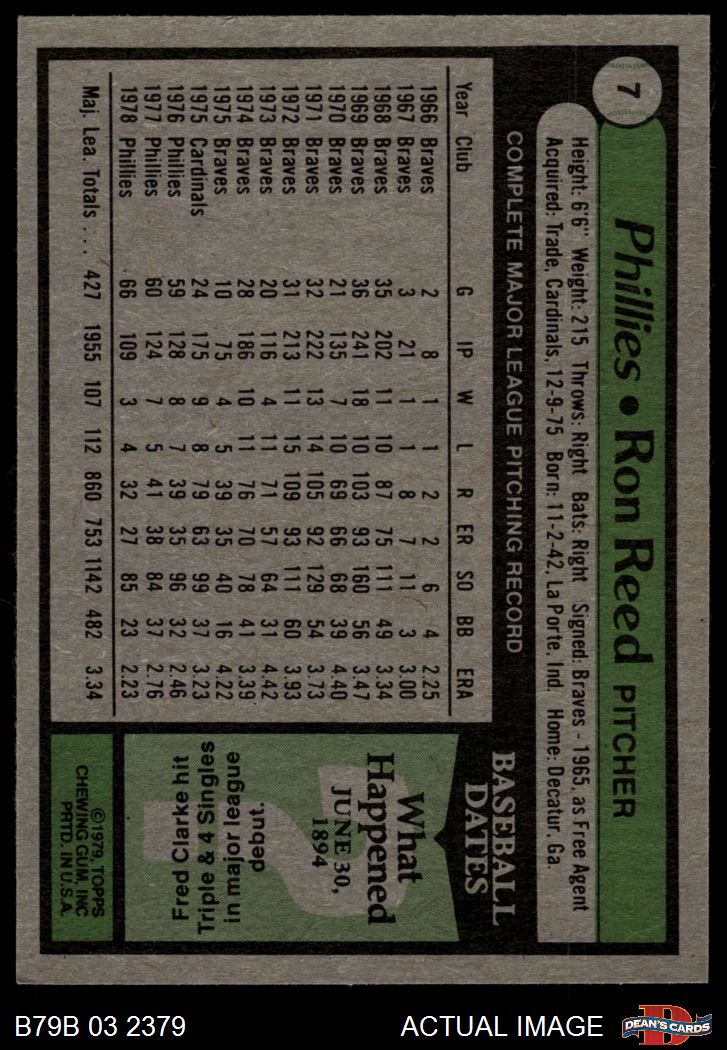 7
Phillies • Ron Reed PITCHER
Height: 6'6" Weight: 215 Throws: Right Bats: Right Signed: Braves - 1965, as Free Agent
Acquired: Trade, Cardinals, 12-9-75 Born: 11-2-42, La Porte, Ind. Home: Decatur, Ga.
COMPLETE MAJOR LEAGUE PITCHING RECORD
Year Club G IP W L R ER SO BB ERA
1966 Braves 2 8 1 1 2 2 6 4 2.25
1967 Braves 3 21 1 1 8 7 11 3 3.00
1968 Braves 35 202 11 10 87 75 111 49 3.34
1969 Braves 36 241 18 10 103 93 160 56 3.47
1970 Braves 21 135 7 10 69 66 68 39 4.40
1971 Braves 32 222 13 14 105 92 129 54 3.73
1972 Braves 31 213 11 15 109 93 111 60 3.93
1973 Braves 20 116 4 11 71 57 64 31 4.42
1974 Braves 28 186 10 11 76 70 78 41 3.39
1975 Braves 10 75 4 5 39 35 40 16 4.22
1975 Cardinals 24 175 9 8 79 63 99 37 3.23
1976 Phillies 59 128 8 7 39 35 96 32 2.46
1977 Phillies 60 124 7 5 41 38 84 37 2.76
1978 Phillies 66 109 3 4 32 27 85 23 2.23
Maj. Lea. Totals . . . 427 1955 107 112 860 753 1142 482 3.34
BASEBALL
DATES
What
Happened
JUNE 30,
1894
Fred Clarke hit
Triple & 4 Singles
in major league
debut.
©1979, TOPPS
CHEWING GUM, INC
PRTD. IN U.S.A.
B79B 03 2379
ACTUAL IMAGE
D
DEAN'S CARDS